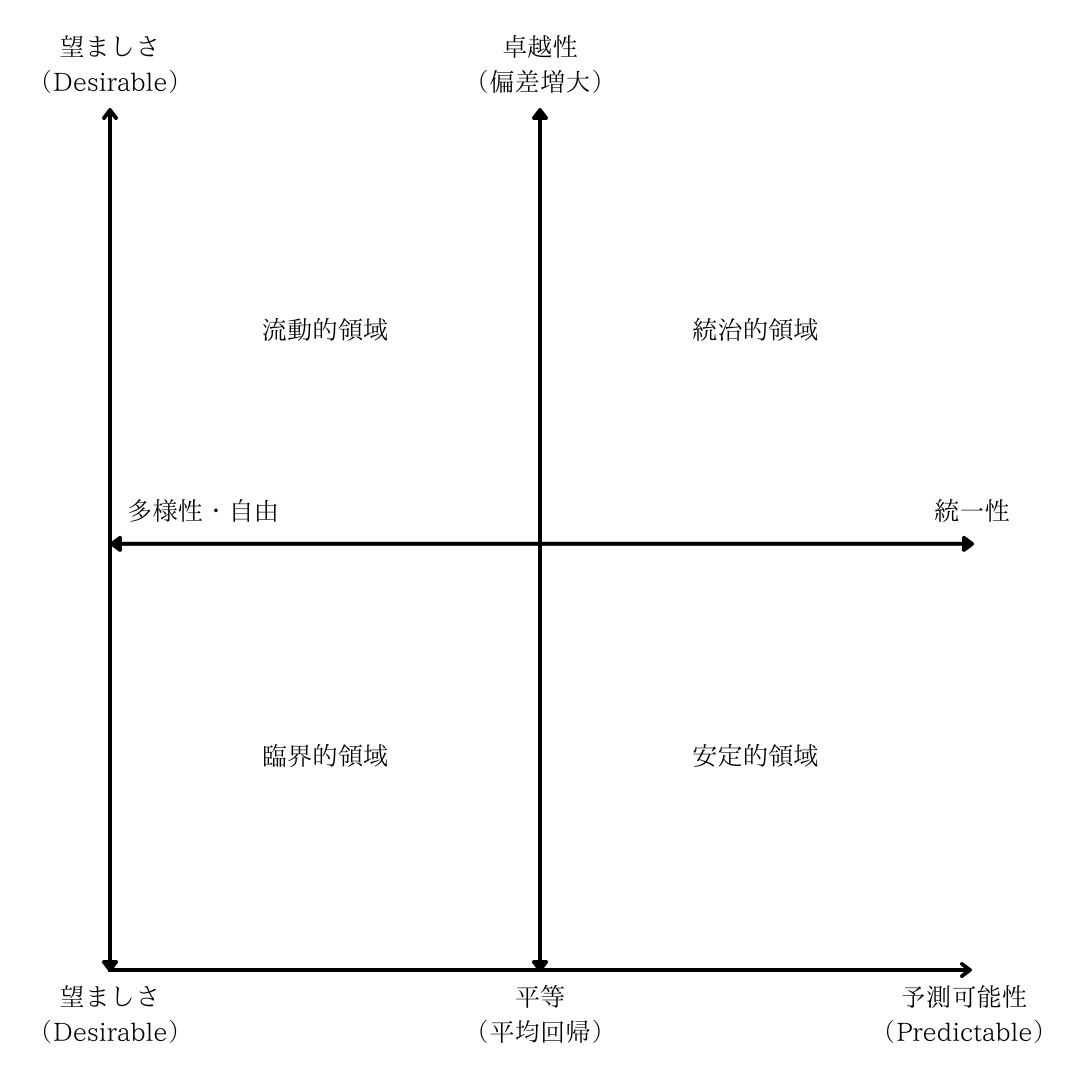 望ましさ
（Desirable）
卓越性
（偏差増大）
流動的領域
統治的領域
多様性・自由
統一性
臨界的領域
安定的領域
望ましさ
（Desirable）
平等
（平均回帰）
予測可能性
（Predictable）